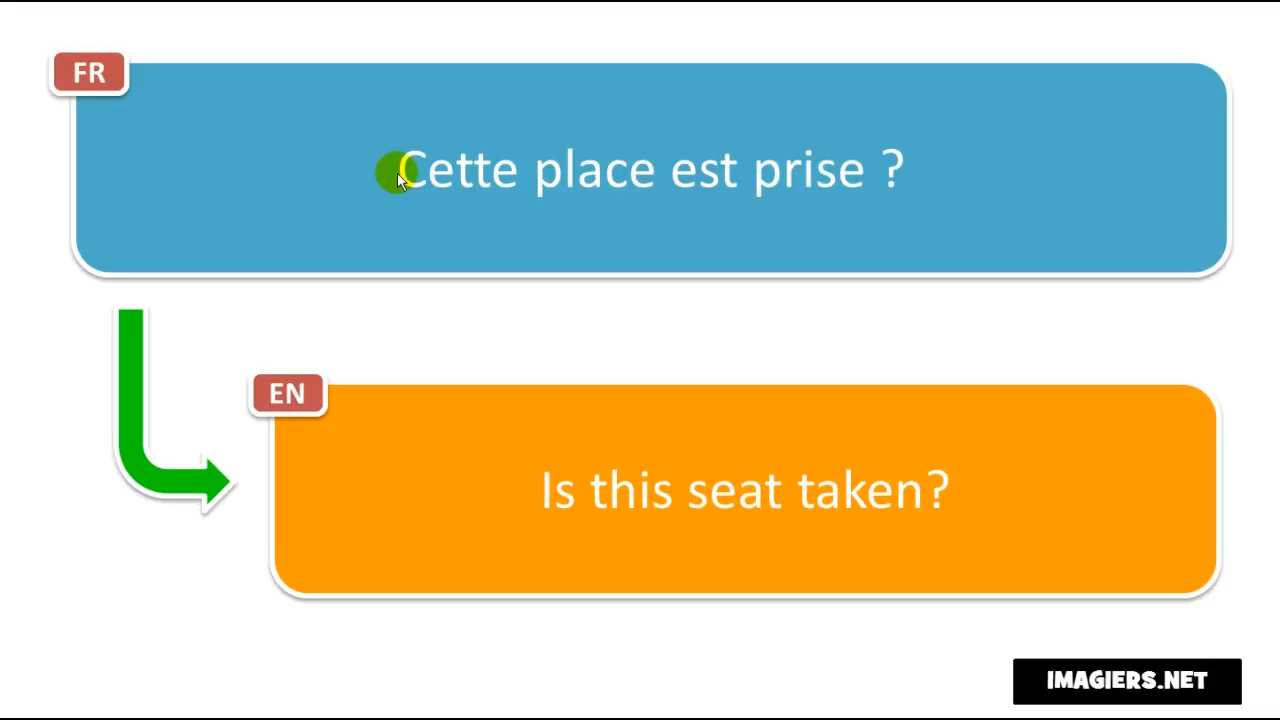 FR
Cette place est prise ?
EN
Is this seat taken?
IMAGIERS.NET